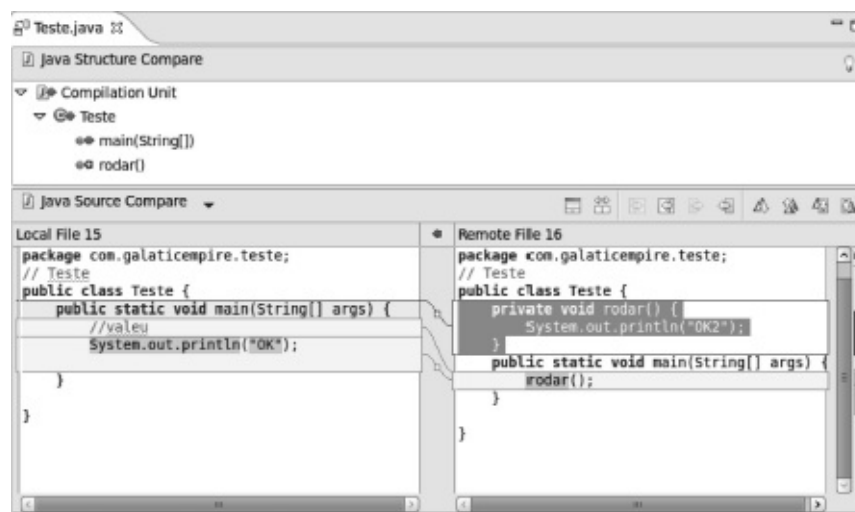 Teste.java
Java Structure Compare
Compilation Unit
Teste
main(String[])
rodar()
Java Source Compare
Local File 15
package com.galaticempire.teste;
// Teste
public class Teste {
public static void main(String[] args) {
//valeu
System.out.println("OK");
}
}
Remote File 16
package com.galaticempire.teste;
// Teste
public class Teste {
private void rodar() {
System.out.println("OK2");
}
public static void main(String[] args) {
rodar();
}
}